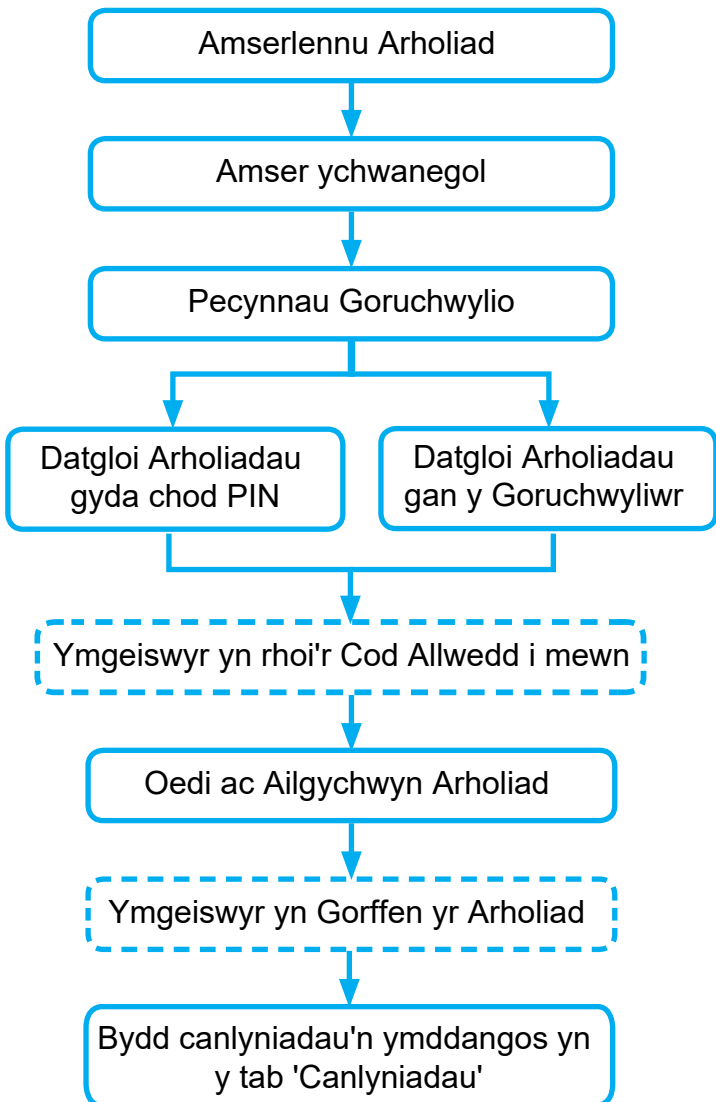 Amserlennu Arholiad
Amser ychwanegol
Pecynnau Goruchwylio
Datgloi Arholiadau
gyda chod PIN
Datgloi Arholiadau
gan y Goruchwyliwr
Ymgeiswyr yn rhoi'r Cod Allwedd i mewn
Oedi ac Ailgychwyn Arholiad
Ymgeiswyr yn Gorffen yr Arholiad
Bydd canlyniadau'n ymddangos yn
y tab 'Canlyniadau'